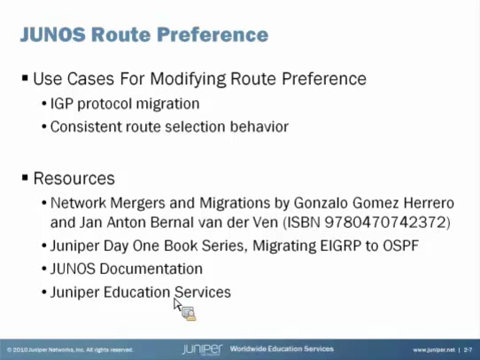 JUNOS Route Preference
▪ Use Cases For Modifying Route Preference
• IGP protocol migration
• Consistent route selection behavior
▪ Resources
• Network Mergers and Migrations by Gonzalo Gomez Herrero
and Jan Anton Bernal van der Ven (ISBN 9780470742372)
• Juniper Day One Book Series, Migrating EIGRP to OSPF
• JUNOS Documentation
• Juniper Education Services
© 2010 Juniper Networks, Inc. All rights reserved. JUNIPER NETWORKS Worldwide Education Services www.juniper.net | 2-7